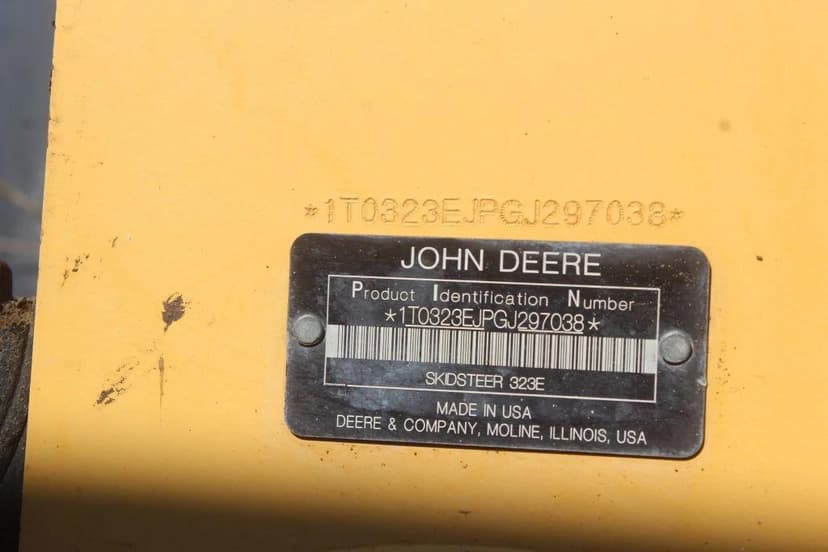 *1T0323EJPGJ297038*
JOHN DEERE
Product Identification Number
*1T0323EJPGJ297038*
SKIDSTEER 323E
MADE IN USA
DEERE & COMPANY, MOLINE, ILLINOIS, USA